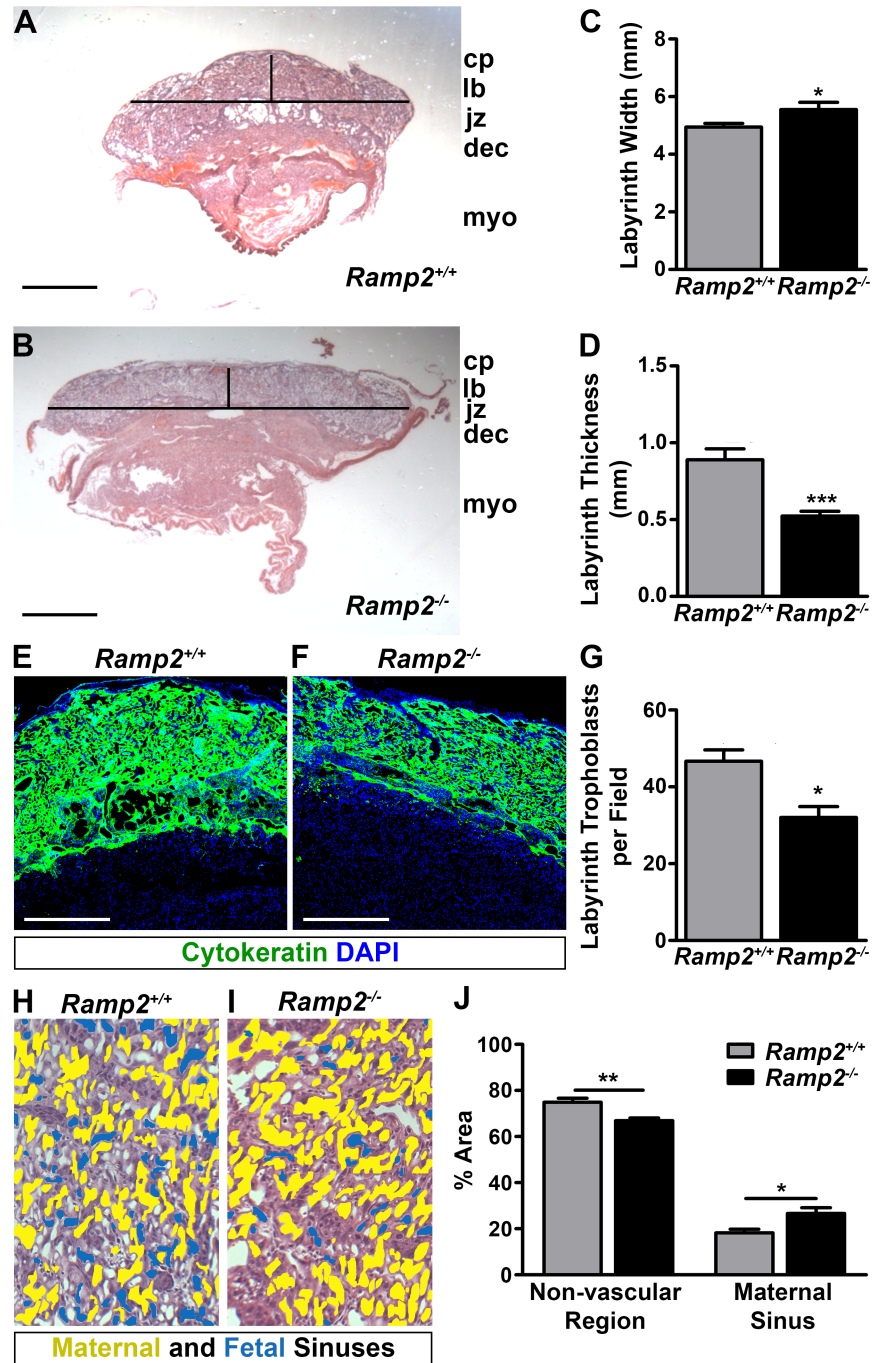 A
cp
lb
jz
dec
myo
Ramp2+/+
B
cp
lb
jz
dec
myo
Ramp2-/-
C
Labyrinth Width (mm)
8
6
4
2
0
*
Ramp2+/+ Ramp2-/-
D
Labyrinth Thickness
(mm)
1.5
1.0
0.5
0.0
***
Ramp2+/+ Ramp2-/-
E Ramp2+/+
F Ramp2-/-
Cytokeratin DAPI
G
Labyrinth Trophoblasts
per Field
60
40
20
0
*
Ramp2+/+ Ramp2-/-
H Ramp2+/+
I Ramp2-/-
Maternal and Fetal Sinuses
J
% Area
100
80
60
40
20
0
Ramp2+/+
Ramp2-/-
**
*
Non-vascular
Region
Maternal
Sinus